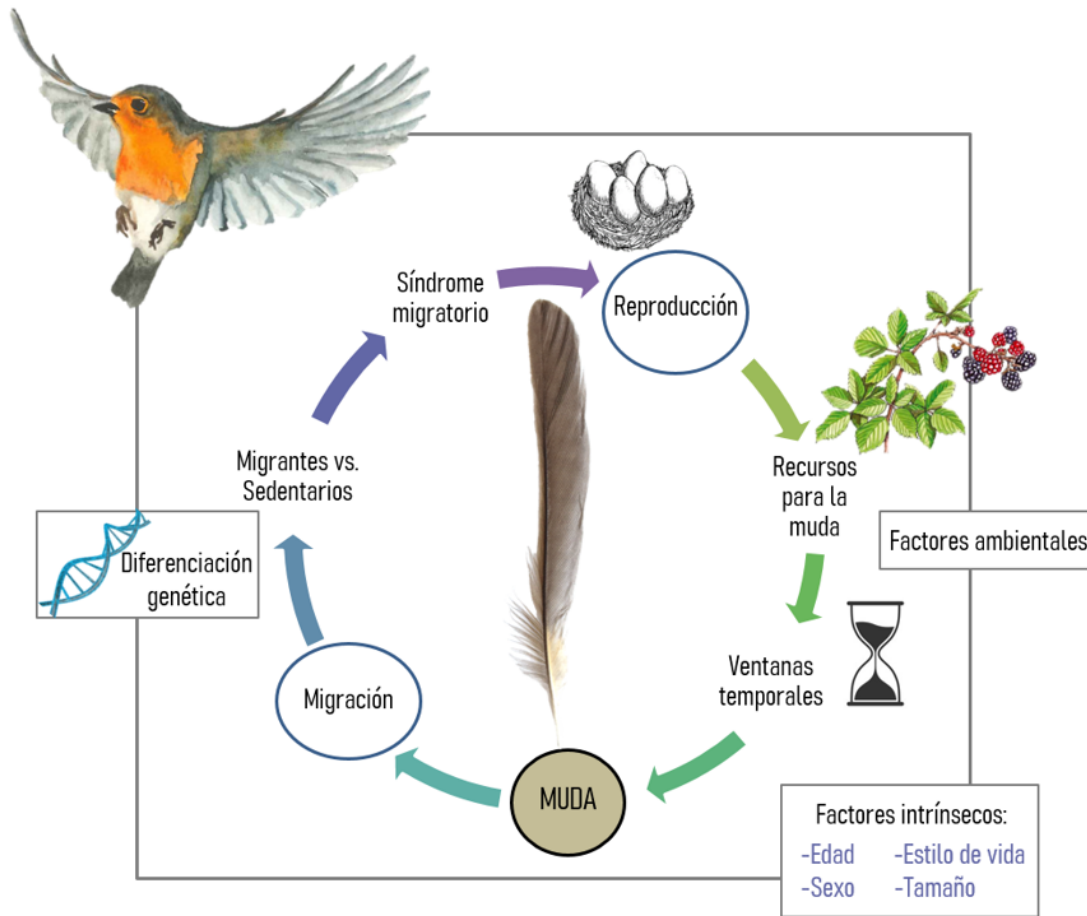 Síndrome
migratorio
Reproducción
Recursos
para la
muda
Factores ambientales
Ventanas
temporales
MUDA
Migración
Migrantes vs.
Sedentarios
Diferenciación
genética
Factores intrínsecos:
-Edad -Estilo de vida
-Sexo -Tamaño